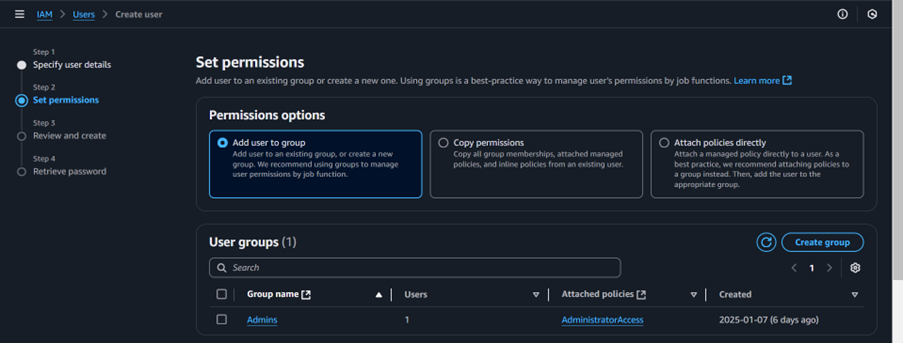 IAM > Users > Create user
Step 1
Specify user details
Step 2
Set permissions
Step 3
Review and create
Step 4
Retrieve password
Set permissions
Add user to an existing group or create a new one. Using groups is a best-practice way to manage user's permissions by job functions. Learn more
Permissions options
Add user to group
Add user to an existing group, or create a new
group. We recommend using groups to manage
user permissions by job function.
Copy permissions
Copy all group memberships, attached managed
policies, and inline policies from an existing user.
Attach policies directly
Attach a managed policy directly to a user. As a
best practice, we recommend attaching policies to
a group instead. Then, add the user to the
appropriate group.
User groups (1)
Create group
Search
1
Group name Users Attached policies Created
Admins 1 AdministratorAccess 2025-01-07 (6 days ago)